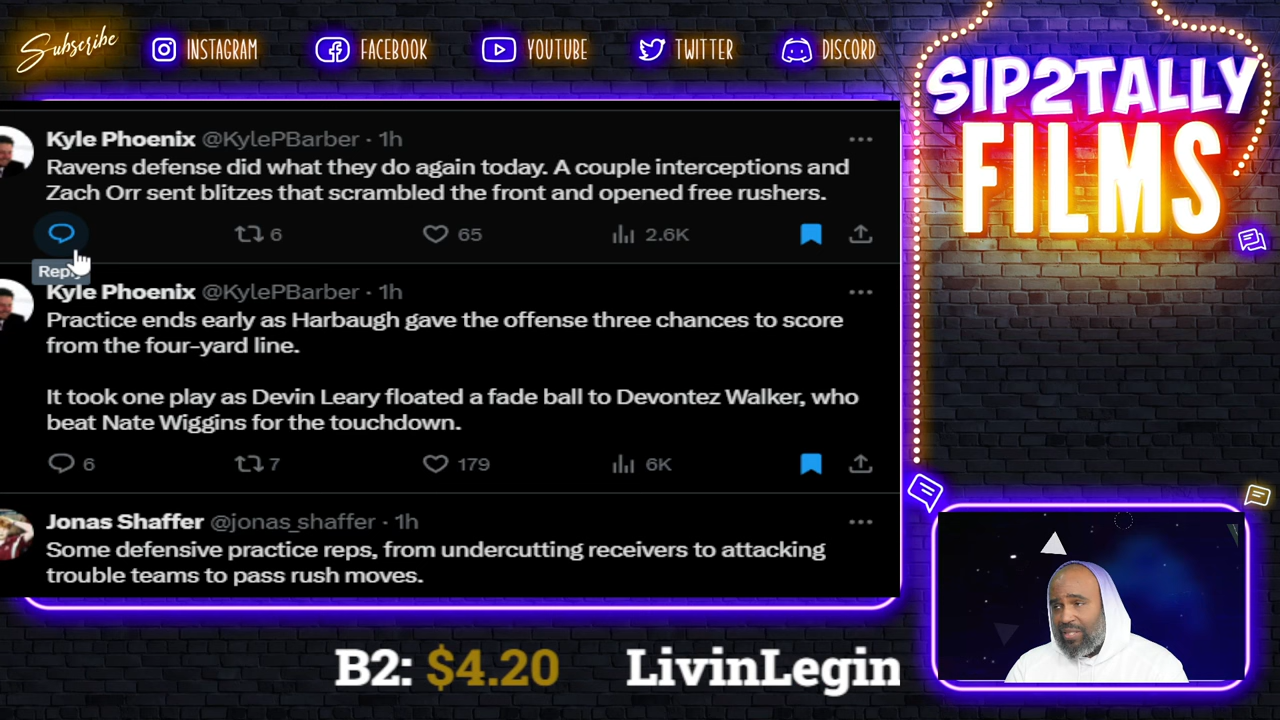 Subscribe
INSTAGRAM
FACEBOOK
YOUTUBE
TWITTER
DISCORD
SIP2TALLY
FILMS
Kyle Phoenix @KylePBarber · 1h
Ravens defense did what they do again today. A couple interceptions and
Zach Orr sent blitzes that scrambled the front and opened free rushers.
6
65
2.6K
Reply
Kyle Phoenix @KylePBarber · 1h
Practice ends early as Harbaugh gave the offense three chances to score
from the four-yard line.
It took one play as Devin Leary floated a fade ball to Devontez Walker, who
beat Nate Wiggins for the touchdown.
6
7
179
6K
Jonas Shaffer @jonas_shaffer · 1h
Some defensive practice reps, from undercutting receivers to attacking
trouble teams to pass rush moves.
B2: $4.20
LivinLegin